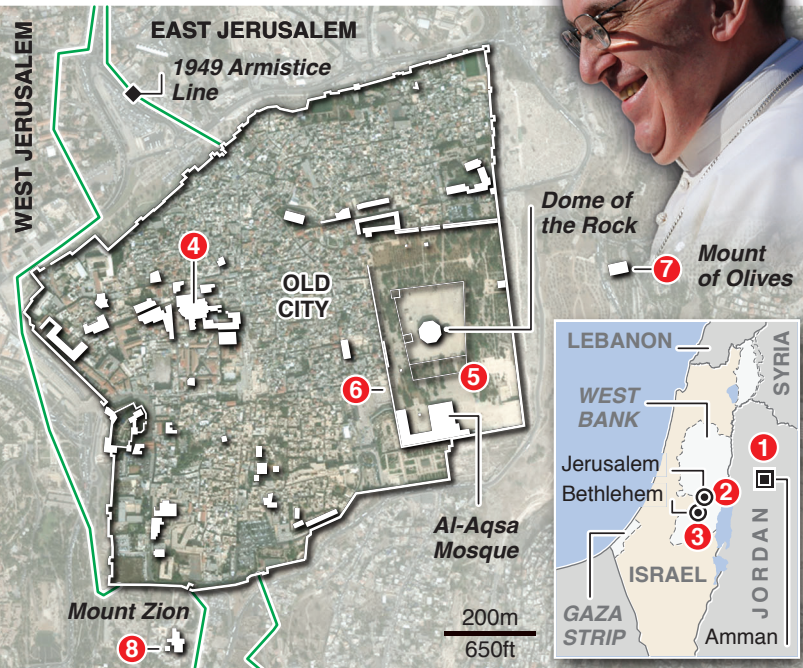 EAST JERUSALEM
WEST JERUSALEM
1949 Armistice
Line
Dome of
the Rock
4
OLD
CITY
7
Mount
of Olives
5
6
Al-Aqsa
Mosque
Mount Zion
8
200m
650ft
LEBANON
SYRIA
WEST
BANK
1
Jerusalem
2
Bethlehem
3
ISRAEL
JORDAN
GAZA
STRIP
Amman